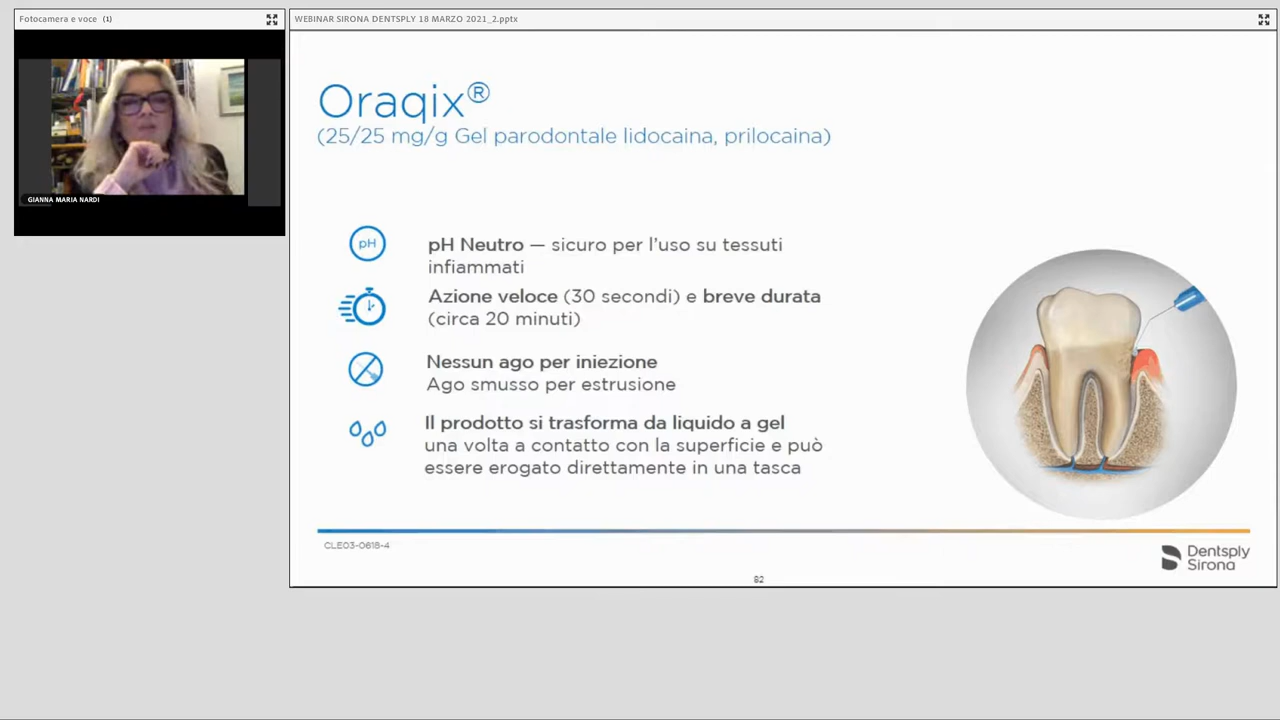 Fotocamera e voce (1)
GIANNA MARIA NARDI
WEBINAR SIRONA DENTSPLY 18 MARZO 2021_2.pptx
Oraqix®
(25/25 mg/g Gel parodontale lidocaina, prilocaina)
pH
pH Neutro — sicuro per l'uso su tessuti
infiammati
Azione veloce (30 secondi) e breve durata
(circa 20 minuti)
Nessun ago per iniezione
Ago smusso per estrusione
Il prodotto si trasforma da liquido a gel
una volta a contatto con la superficie e può
essere erogato direttamente in una tasca
CLE03-0618-4
Dentsply
Sirona
82